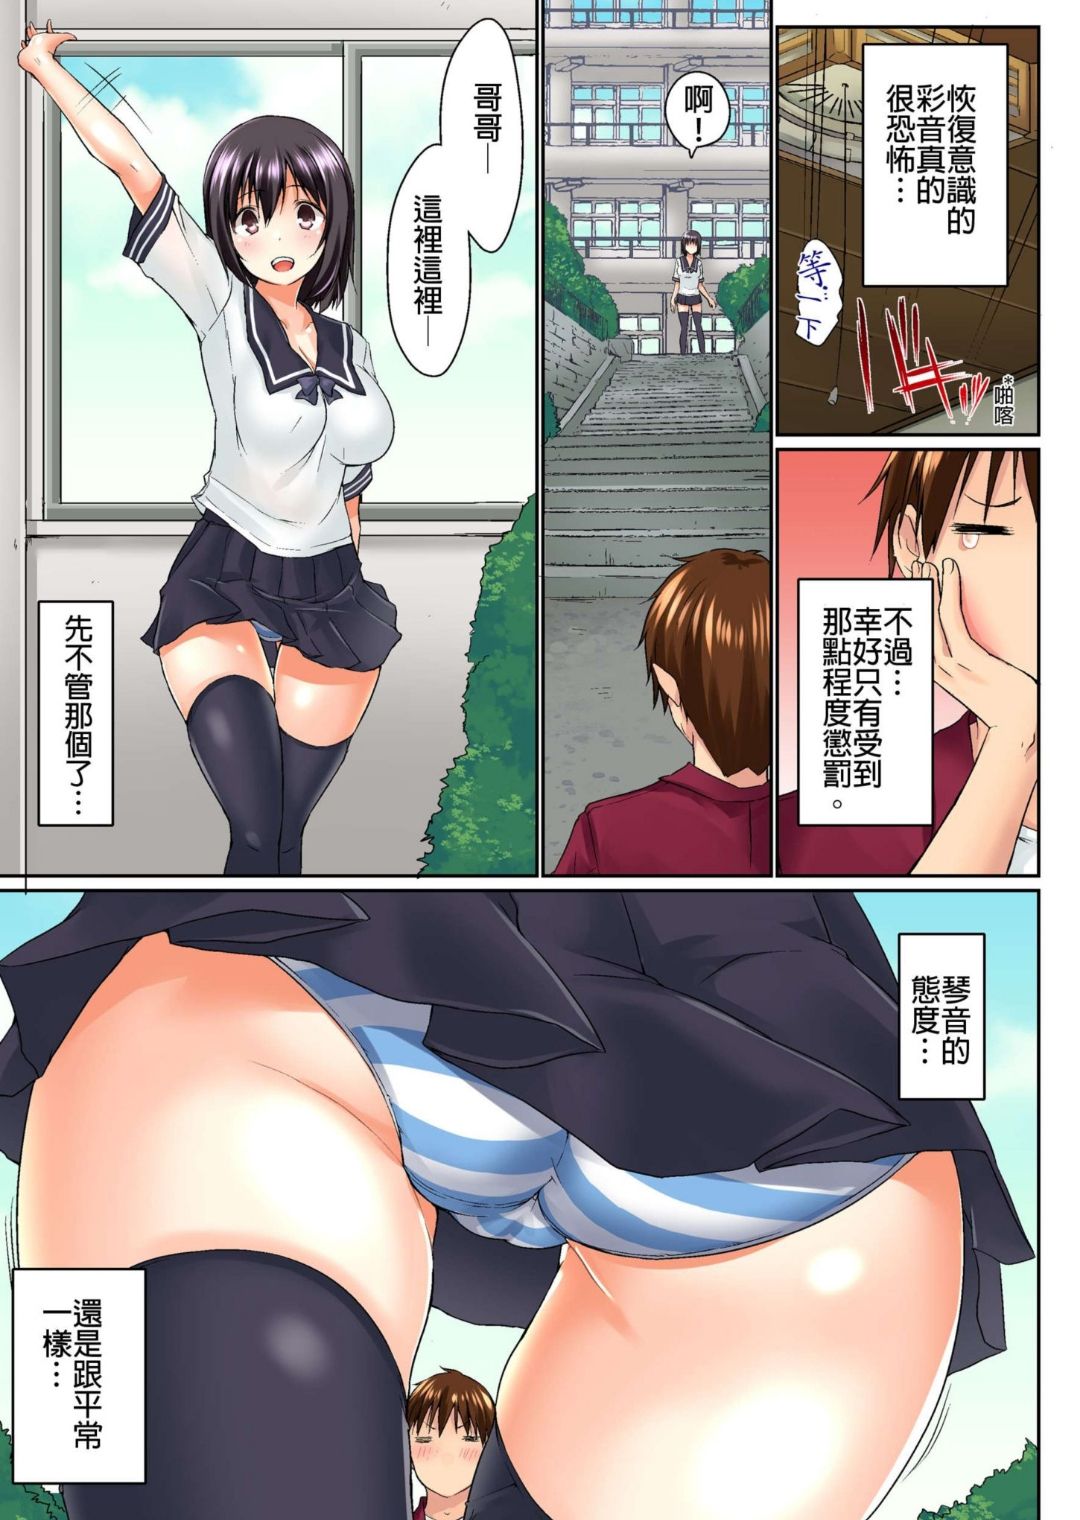 恢復意識的
彩音真的
很恐怖…
等一下
*啪喀
不過…
幸好只有受到
那點程度懲罰。
啊!
哥哥—
這裡這裡—
先不管那個了…
琴音的
態度…
還是跟平常
一樣…